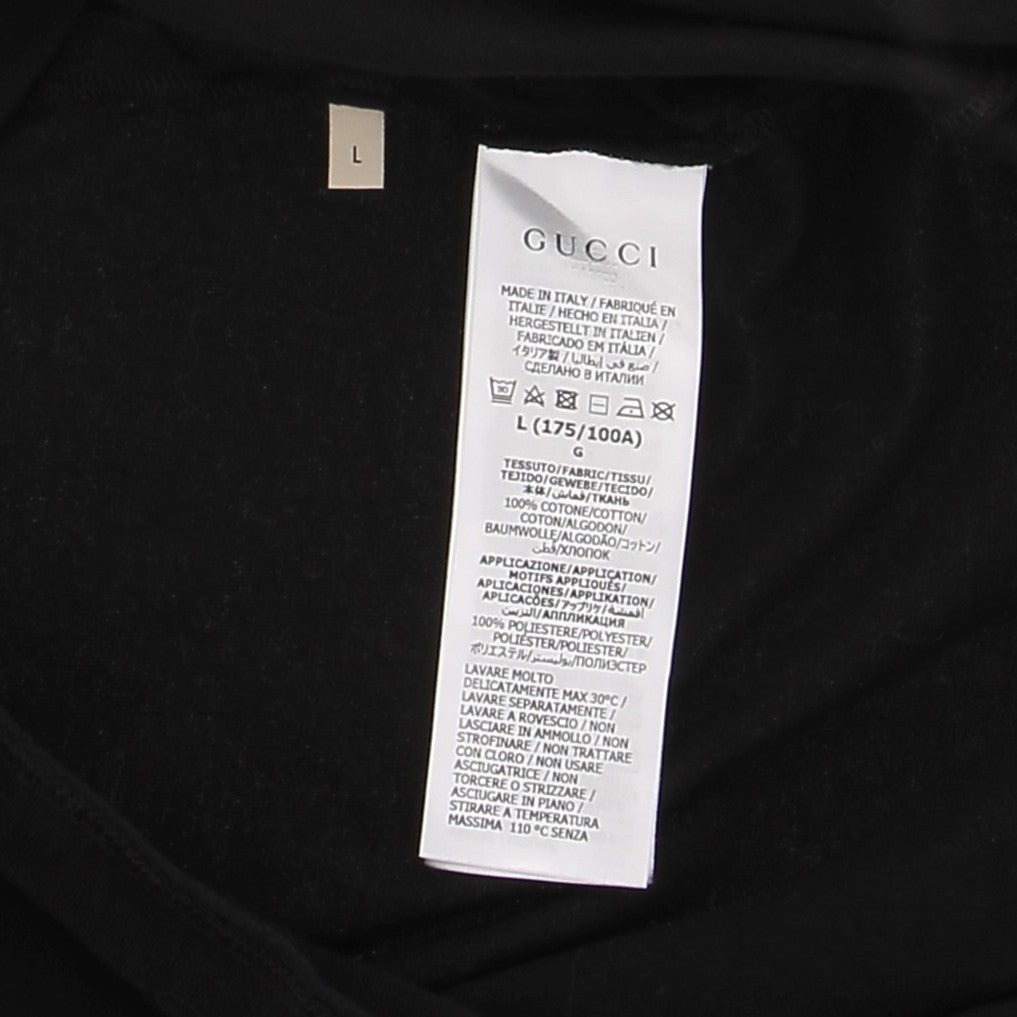 L
GUCCI
MADE IN ITALY / FABRIQUÉ EN
ITALIE / HECHO EN ITALIA /
HERGESTELLT IN ITALIEN /
FABRICADO EM ITÁLIA /
イタリア製 / صنع في إيطاليا /
СДЕЛАНО В ИТАЛИИ
30
L (175/100A)
G
TESSUTO/FABRIC/TISSU/
TEJIDO/GEWEBE/TECIDO/
本体/قماش/ТКАНЬ
100% COTONE/COTTON/
COTON/ALGODON/
BAUMWOLLE/ALGODÃO/コットン/
قطن/ХЛОПОК
APPLICAZIONE/APPLICATION/
MOTIFS APPLIQUÉS/
APLICACIONES/APPLIKATION/
APLICACÕES/アップリケ/أقمشة
التزيين/АППЛИКАЦИЯ
100% POLIESTERE/POLYESTER/
POLIÉSTER/POLIESTER/
ポリエステル/بوليستر/ПОЛИЭСТЕР
LAVARE MOLTO
DELICATAMENTE MAX 30°C /
LAVARE SEPARATAMENTE /
LAVARE A ROVESCIO / NON
LASCIARE IN AMMOLLO / NON
STROFINARE / NON TRATTARE
CON CLORO / NON USARE
ASCIUGATRICE / NON
TORCERE O STRIZZARE /
ASCIUGARE IN PIANO /
STIRARE A TEMPERATURA
MASSIMA 110 °C SENZA